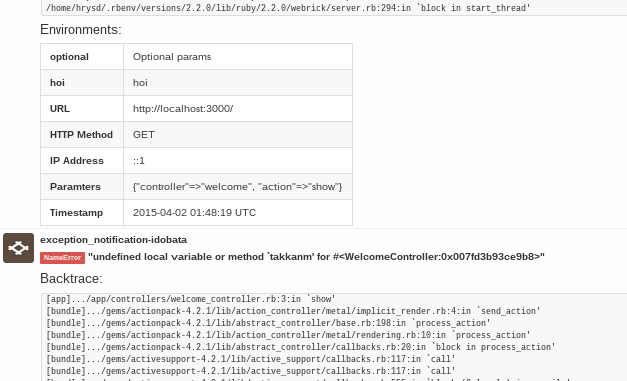 /home/hrysd/.rbenv/versions/2.2.0/lib/ruby/2.2.0/webrick/server.rb:294:in `block in start_thread'
Environments:
optional Optional params
hoi hoi
URL http://localhost:3000/
HTTP Method GET
IP Address ::1
Paramters {"controller"=>"welcome", "action"=>"show"}
Timestamp 2015-04-02 01:48:19 UTC
exception_notification-idobata
NameError "undefined local variable or method `takkanm' for #<WelcomeController:0x007fd3b93ce9b8>"
Backtrace:
[app].../app/controllers/welcome_controller.rb:3:in `show'
[bundle].../gems/actionpack-4.2.1/lib/action_controller/metal/implicit_render.rb:4:in `send_action'
[bundle].../gems/actionpack-4.2.1/lib/abstract_controller/base.rb:198:in `process_action'
[bundle].../gems/actionpack-4.2.1/lib/action_controller/metal/rendering.rb:10:in `process_action'
[bundle].../gems/actionpack-4.2.1/lib/abstract_controller/callbacks.rb:20:in `block in process_action'
[bundle].../gems/activesupport-4.2.1/lib/active_support/callbacks.rb:117:in `call'
[bundle].../gems/activesupport-4.2.1/lib/active_support/callbacks.rb:117:in `call'